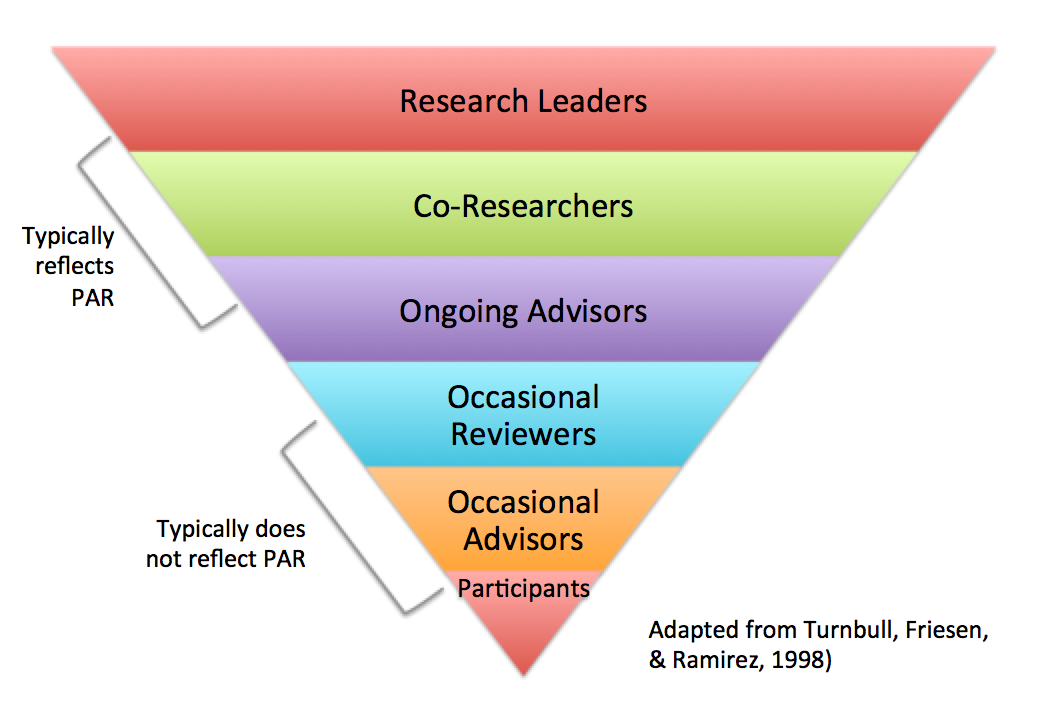 Research Leaders
Co-Researchers
Typically
reflects
PAR
Ongoing Advisors
Occasional
Reviewers
Occasional
Advisors
Typically does
not reflect PAR
Participants
Adapted from Turnbull, Friesen,
& Ramirez, 1998)